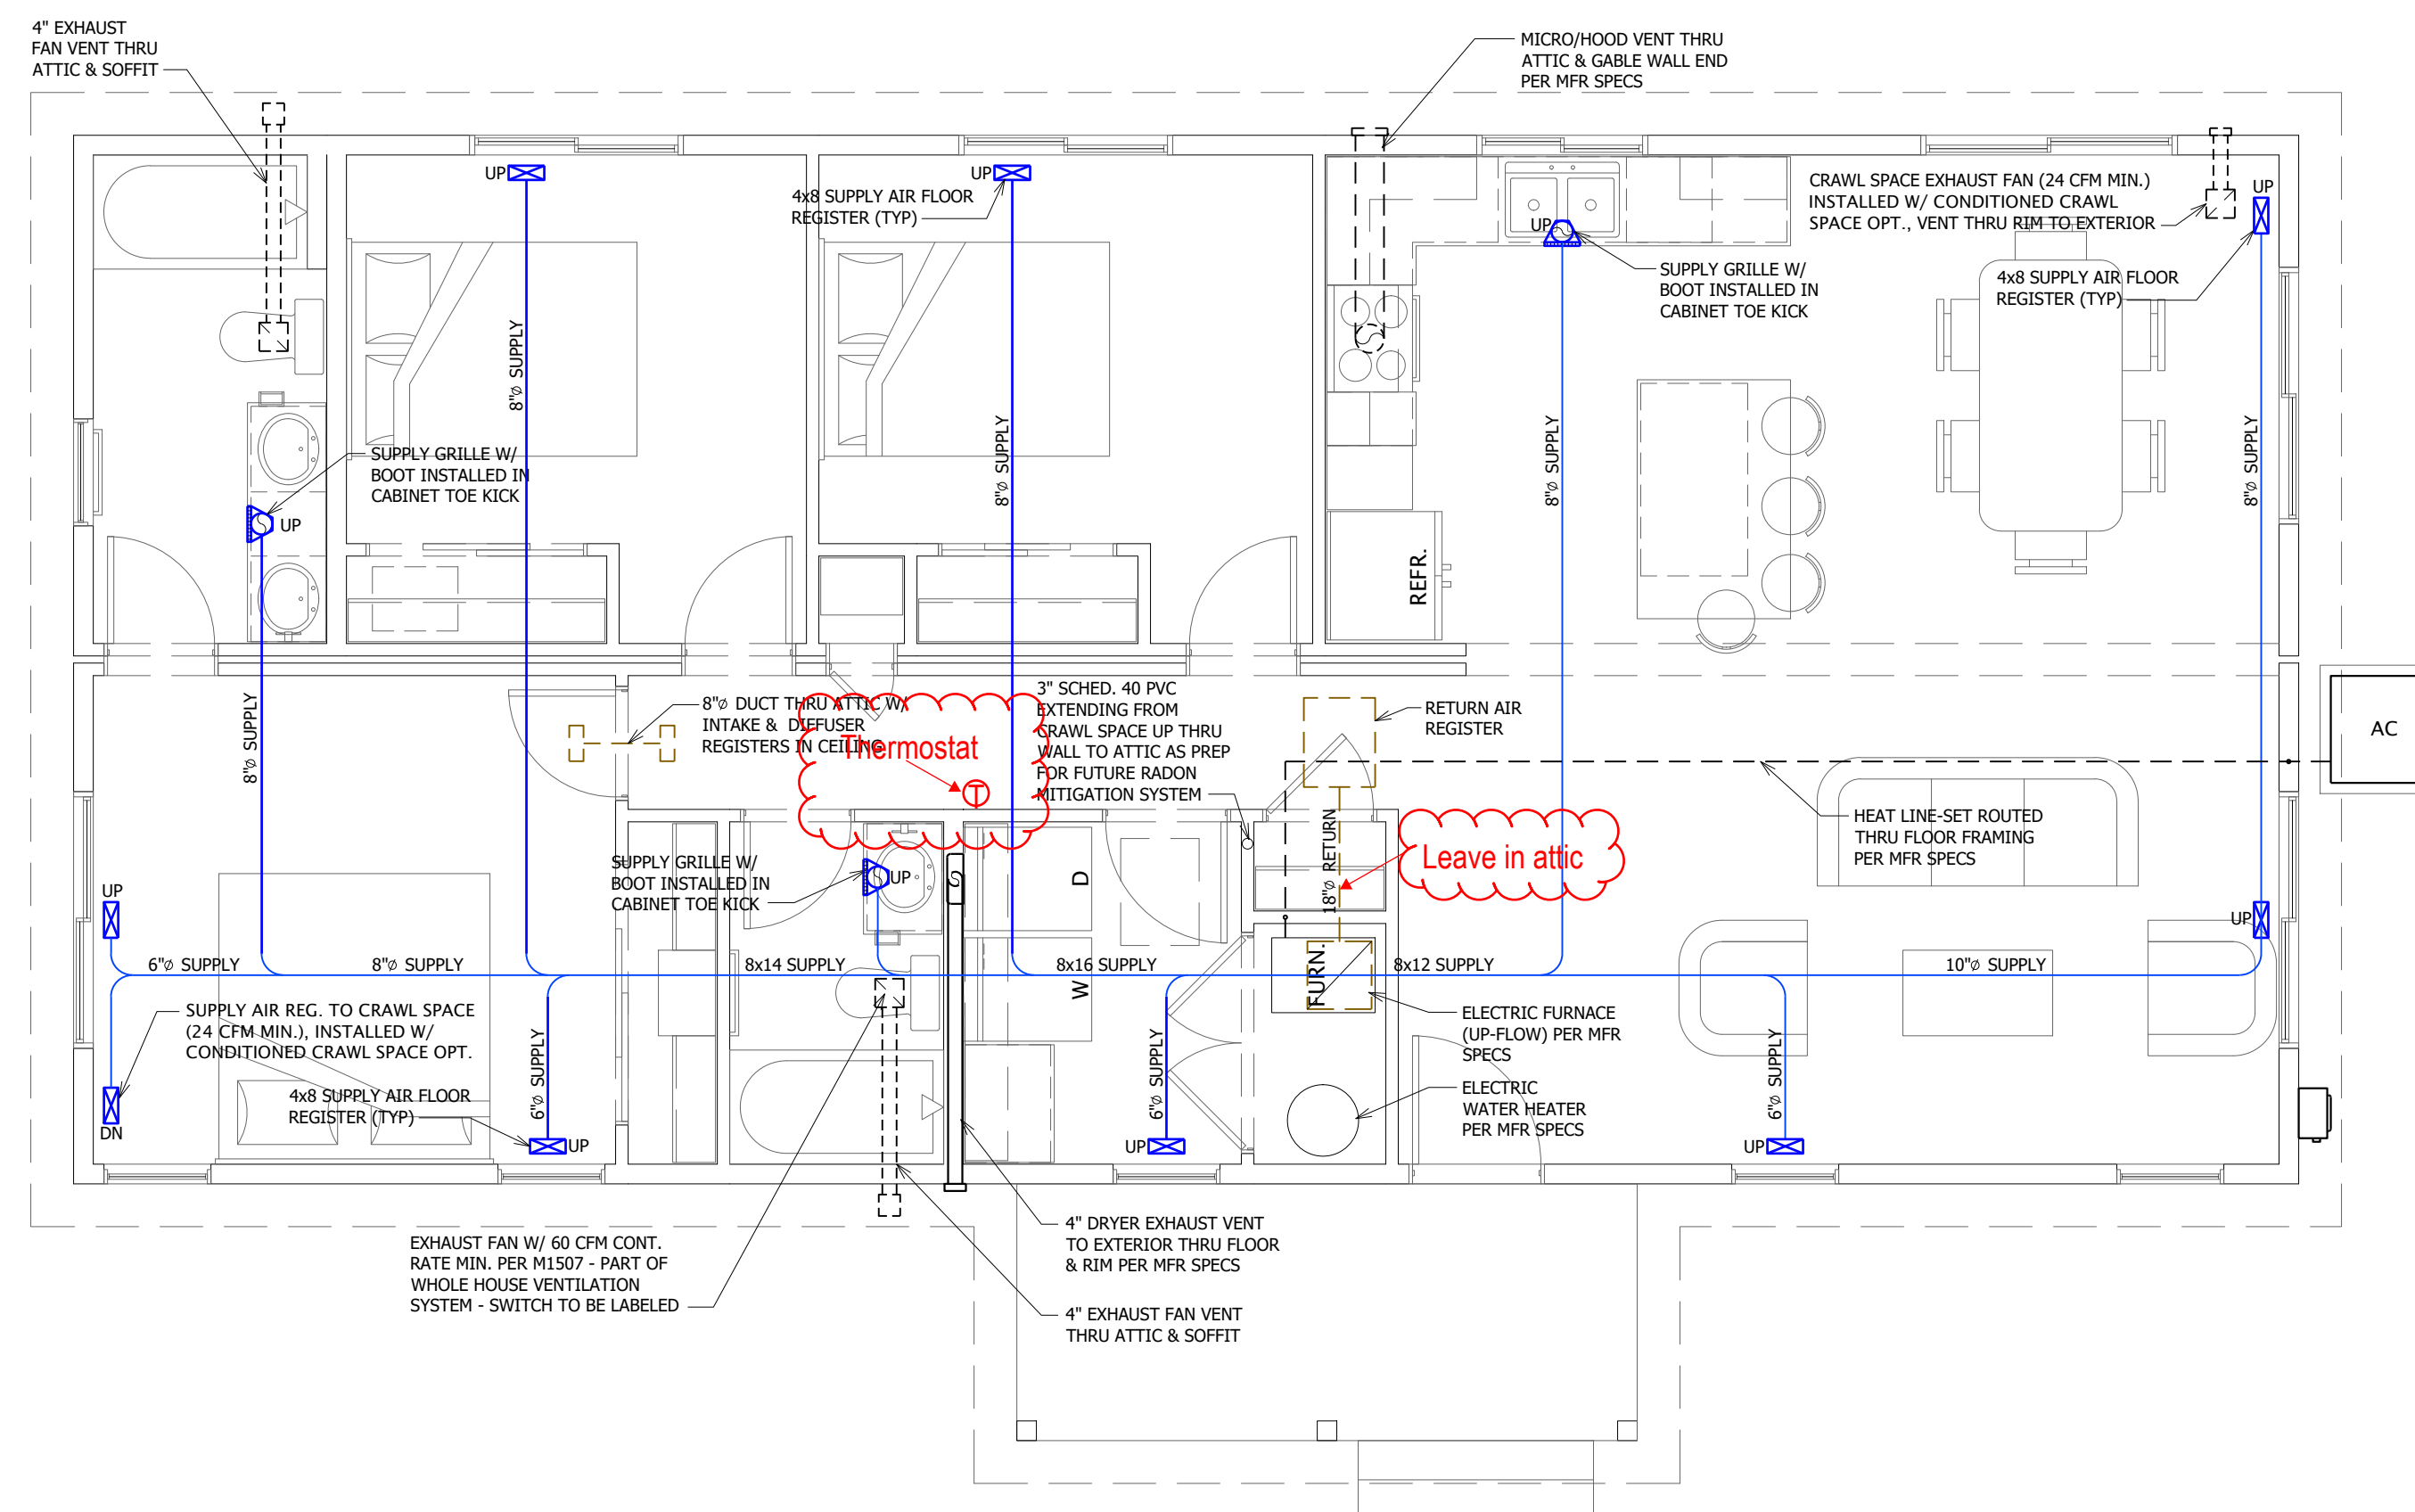 4" EXHAUST
FAN VENT THRU
ATTIC & SOFFIT
MICRO/HOOD VENT THRU
ATTIC & GABLE WALL END
PER MFR SPECS
UP
UP
4x8 SUPPLY AIR FLOOR
REGISTER (TYP)
CRAWL SPACE EXHAUST FAN (24 CFM MIN.)
INSTALLED W/ CONDITIONED CRAWL
SPACE OPT., VENT THRU RIM TO EXTERIOR
UP
UP
SUPPLY GRILLE W/
BOOT INSTALLED IN
CABINET TOE KICK
4x8 SUPPLY AIR FLOOR
REGISTER (TYP)
8"⌀ SUPPLY
8"⌀ SUPPLY
8"⌀ SUPPLY
8"⌀ SUPPLY
SUPPLY GRILLE W/
BOOT INSTALLED IN
CABINET TOE KICK
UP
REFR.
8"⌀ SUPPLY
8"⌀ DUCT THRU ATTIC W/
INTAKE & DIFFUSER
REGISTERS IN CEILING
Thermostat
T
3" SCHED. 40 PVC
EXTENDING FROM
CRAWL SPACE UP THRU
WALL TO ATTIC AS PREP
FOR FUTURE RADON
MITIGATION SYSTEM
RETURN AIR
REGISTER
AC
HEAT LINE-SET ROUTED
THRU FLOOR FRAMING
PER MFR SPECS
18"⌀ RETURN
Leave in attic
SUPPLY GRILLE W/
BOOT INSTALLED IN
CABINET TOE KICK
UP
S
D
W
UP
UP
6"⌀ SUPPLY
8"⌀ SUPPLY
8x14 SUPPLY
8x16 SUPPLY
FURN.
8x12 SUPPLY
10"⌀ SUPPLY
SUPPLY AIR REG. TO CRAWL SPACE
(24 CFM MIN.), INSTALLED W/
CONDITIONED CRAWL SPACE OPT.
ELECTRIC FURNACE
(UP-FLOW) PER MFR
SPECS
6"⌀ SUPPLY
6"⌀ SUPPLY
6"⌀ SUPPLY
4x8 SUPPLY AIR FLOOR
REGISTER (TYP)
ELECTRIC
WATER HEATER
PER MFR SPECS
DN
UP
UP
UP
EXHAUST FAN W/ 60 CFM CONT.
RATE MIN. PER M1507 - PART OF
WHOLE HOUSE VENTILATION
SYSTEM - SWITCH TO BE LABELED
4" DRYER EXHAUST VENT
TO EXTERIOR THRU FLOOR
& RIM PER MFR SPECS
4" EXHAUST FAN VENT
THRU ATTIC & SOFFIT